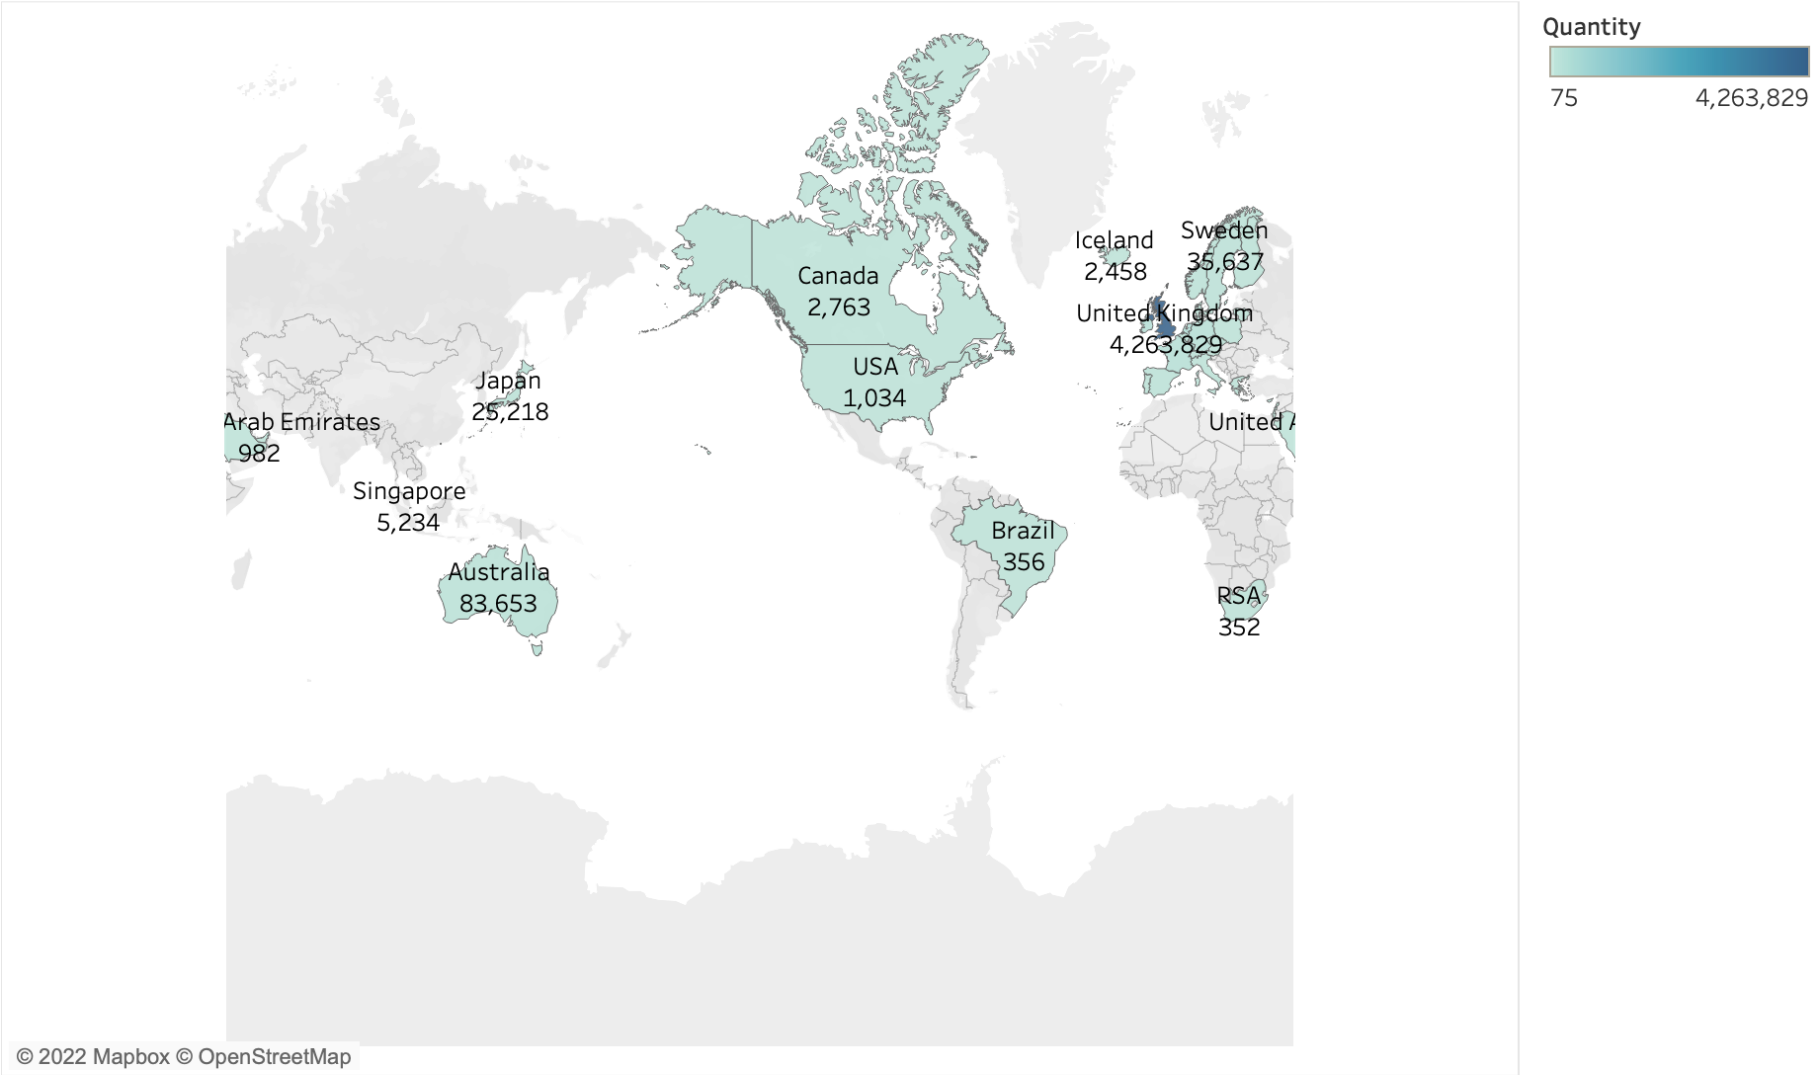 Quantity
75 4,263,829
Iceland
2,458
Sweden
35,637
Canada
2,763
United Kingdom
4,263,829
USA
1,034
Japan
25,218
Arab Emirates
982
United A
Singapore
5,234
Brazil
356
Australia
83,653
RSA
352
© 2022 Mapbox © OpenStreetMap